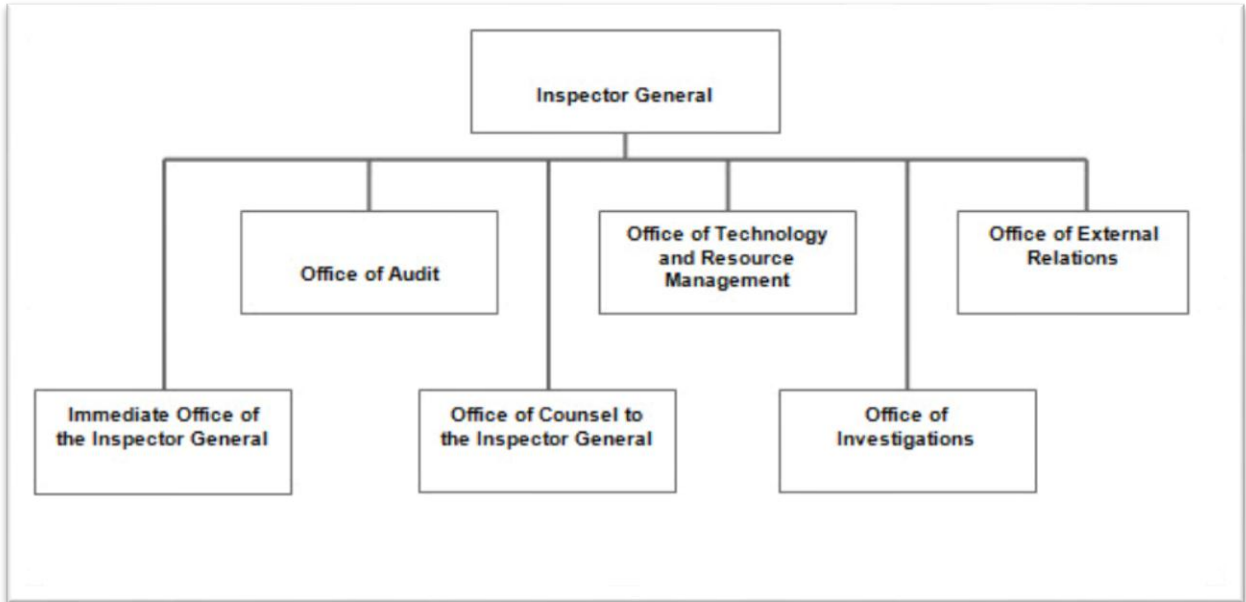 Inspector General
Office of Audit
Office of Technology
and Resource
Management
Office of External
Relations
Immediate Office of
the Inspector General
Office of Counsel to
the Inspector General
Office of
Investigations